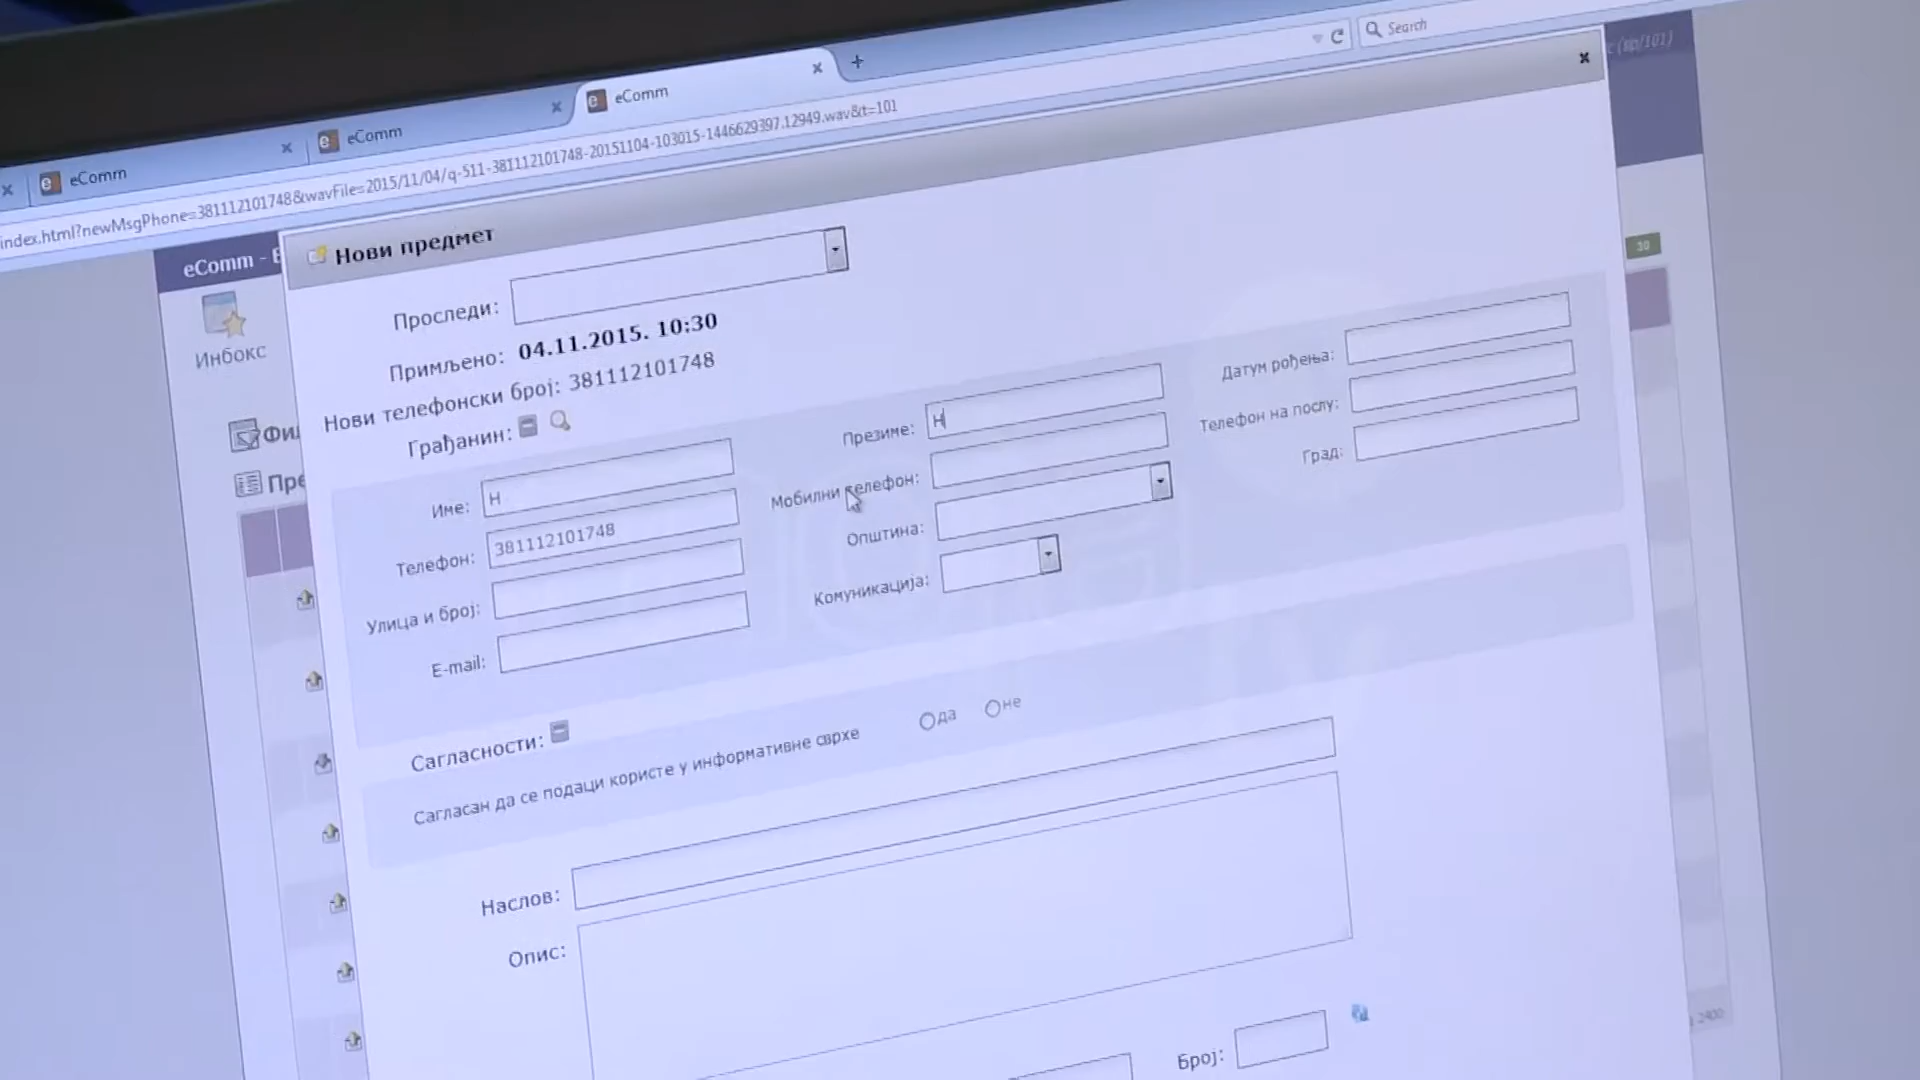 eComm
eComm
eComm
index.html?newMsgPhone=381112101748&wavFile=2015/11/04/q-511-381112101748-20151104-103015-1446629397.12949.wav&t=101
Search
eComm -
Инбокс
30
Нови предмет
Проследи:
Примљено: 04.11.2015. 10:30
Нови телефонски број: 381112101748
Грађанин:
Име: Н
Презиме: Н
Датум рођења:
Телефон: 381112101748
Мобилни телефон:
Телефон на послу:
Улица и број:
Општина:
Град:
E-mail:
Комуникација:
Сагласности:
Сагласан да се подаци користе у информативне сврхе да не
Наслов:
Опис:
Број:
2400